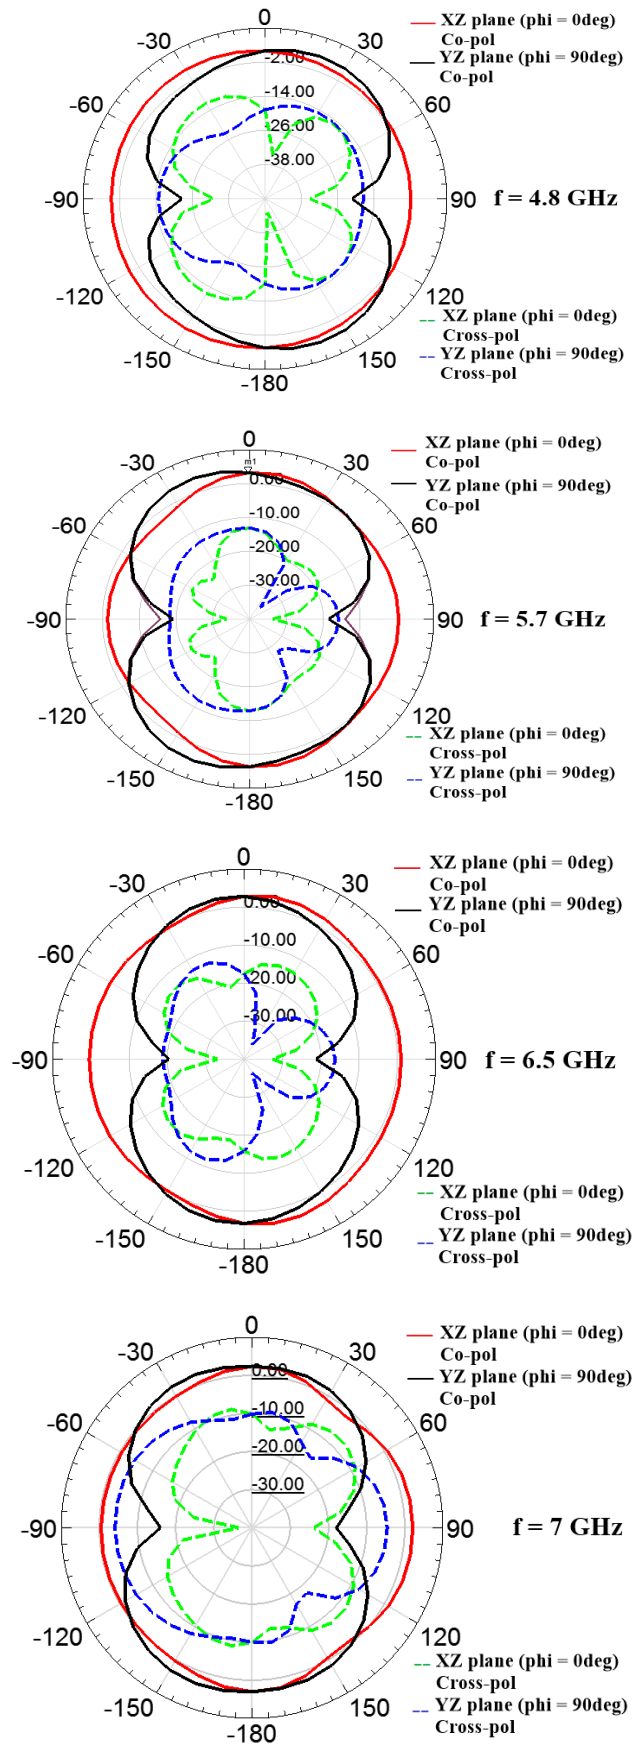 0
XZ plane (phi = 0deg)
Co-pol
-30
YZ plane (phi = 90deg)
Co-pol
-2.00
-60
-14.00
60
-26.00
-38.00
-90
90
f = 4.8 GHz
-120
120
XZ plane (phi = 0deg)
Cross-pol
-150
150
YZ plane (phi = 90deg)
Cross-pol
-180
0
XZ plane (phi = 0deg)
Co-pol
-30
m1
30
0.00
YZ plane (phi = 90deg)
Co-pol
-60
-10.00
60
-20.00
-30.00
-90
90
f = 5.7 GHz
-120
120
XZ plane (phi = 0deg)
Cross-pol
-150
150
YZ plane (phi = 90deg)
Cross-pol
-180
0
XZ plane (phi = 0deg)
Co-pol
-30
30
0.00
YZ plane (phi = 90deg)
Co-pol
-60
-10.00
60
-20.00
-30.00
-90
90
f = 6.5 GHz
-120
120
XZ plane (phi = 0deg)
Cross-pol
-150
150
YZ plane (phi = 90deg)
Cross-pol
-180
0
XZ plane (phi = 0deg)
Co-pol
-30
30
0.00
YZ plane (phi = 90deg)
Co-pol
-60
-10.00
60
-20.00
-30.00
-90
90
f = 7 GHz
-120
120
XZ plane (phi = 0deg)
Cross-pol
-150
150
YZ plane (phi = 90deg)
Cross-pol
-180